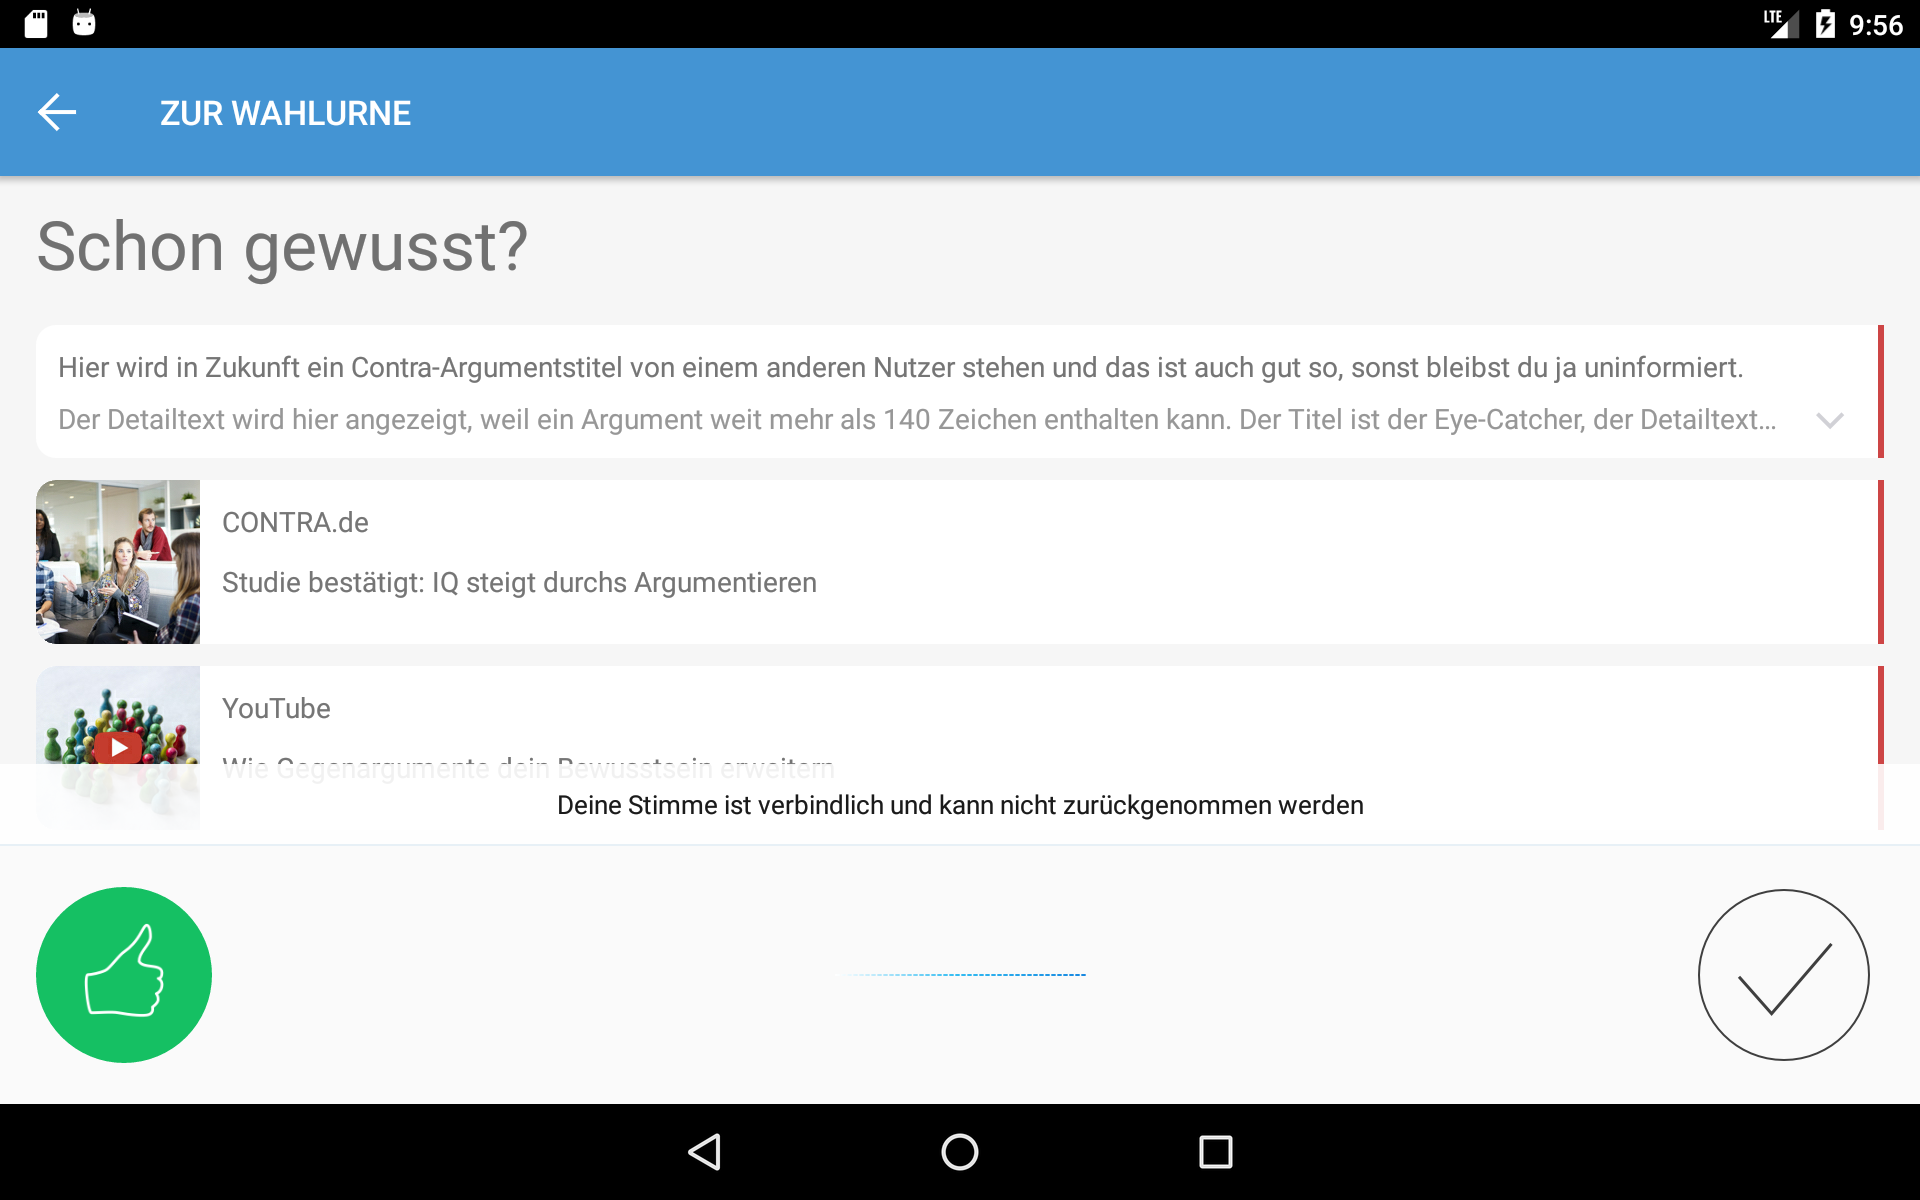 LTE 9:56
ZUR WAHLURNE
Schon gewusst?
Hier wird in Zukunft ein Contra-Argumentstitel von einem anderen Nutzer stehen und das ist auch gut so, sonst bleibst du ja uninformiert.
Der Detailtext wird hier angezeigt, weil ein Argument weit mehr als 140 Zeichen enthalten kann. Der Titel ist der Eye-Catcher, der Detailtext...
CONTRA.de
Studie bestätigt: IQ steigt durchs Argumentieren
YouTube
Wie Gegenargumente dein Bewusstsein erweitern
Deine Stimme ist verbindlich und kann nicht zurückgenommen werden